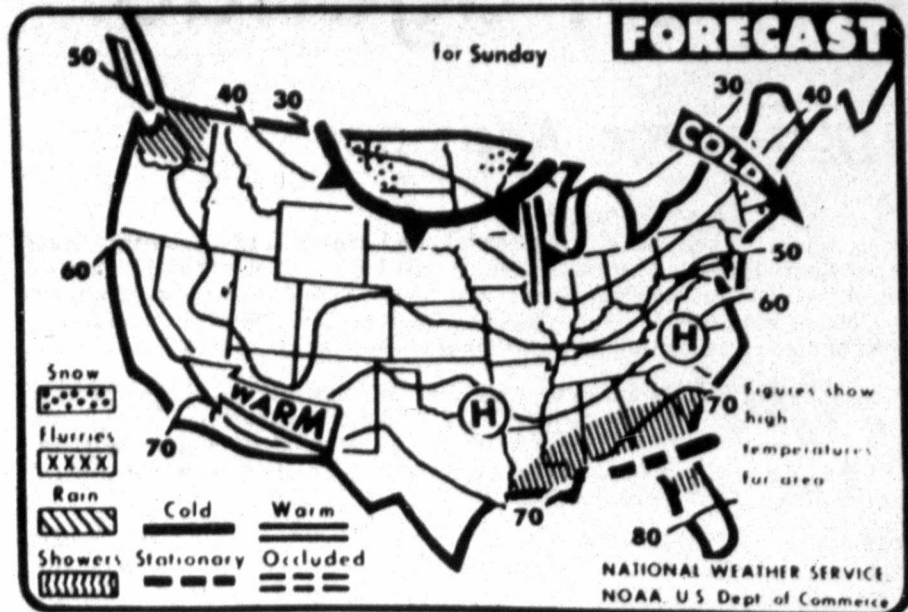 FORECAST
for Sunday
50
40
30
30
40
COLD
50
60
60
H
H
WARM
70
70
70
80
Figures show
high
temperatures
for area
Snow
Flurries
XXXX
Rain
Showers
Cold
Warm
Stationary
Occluded
NATIONAL WEATHER SERVICE
NOAA U S Dept of Commerce